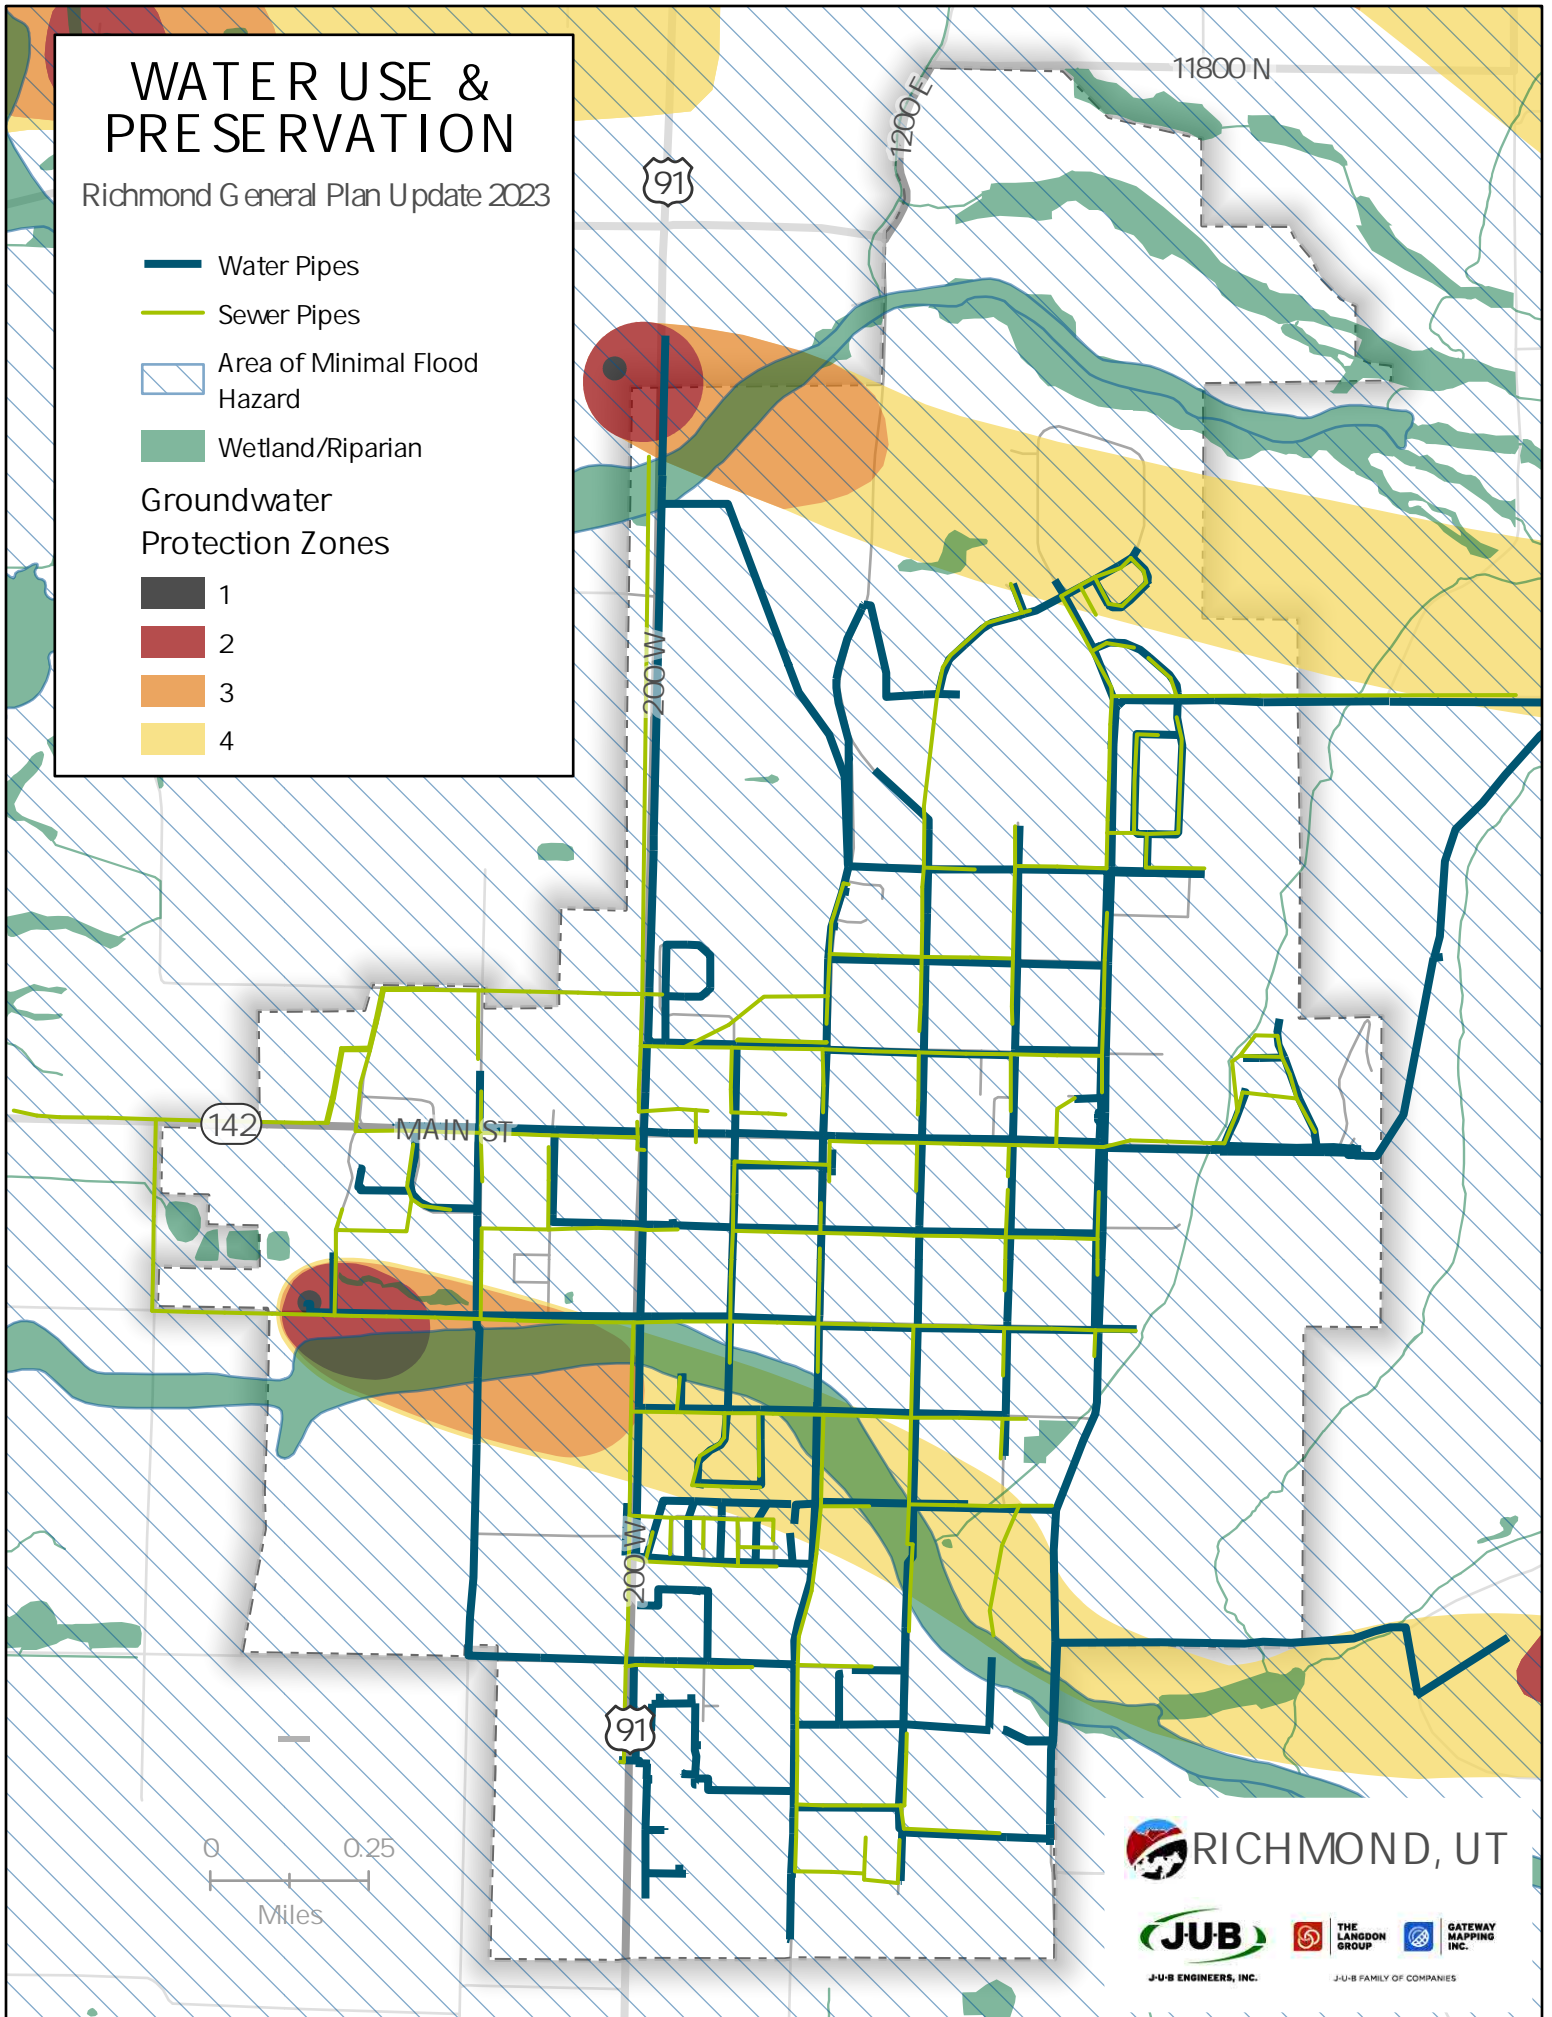 WATER USE &
PRESERVATION
Richmond General Plan Update 2023
Water Pipes
Sewer Pipes
Area of Minimal Flood
Hazard
Wetland/Riparian
Groundwater
Protection Zones
1
2
3
4
11800 N
1200 E
91
200 W
142
MAIN ST
200 W
91
0
0.25
Miles
RICHMOND, UT
J·U·B
J·U·B ENGINEERS, INC.
THE
LANGDON
GROUP
GATEWAY
MAPPING
INC.
J·U·B FAMILY OF COMPANIES